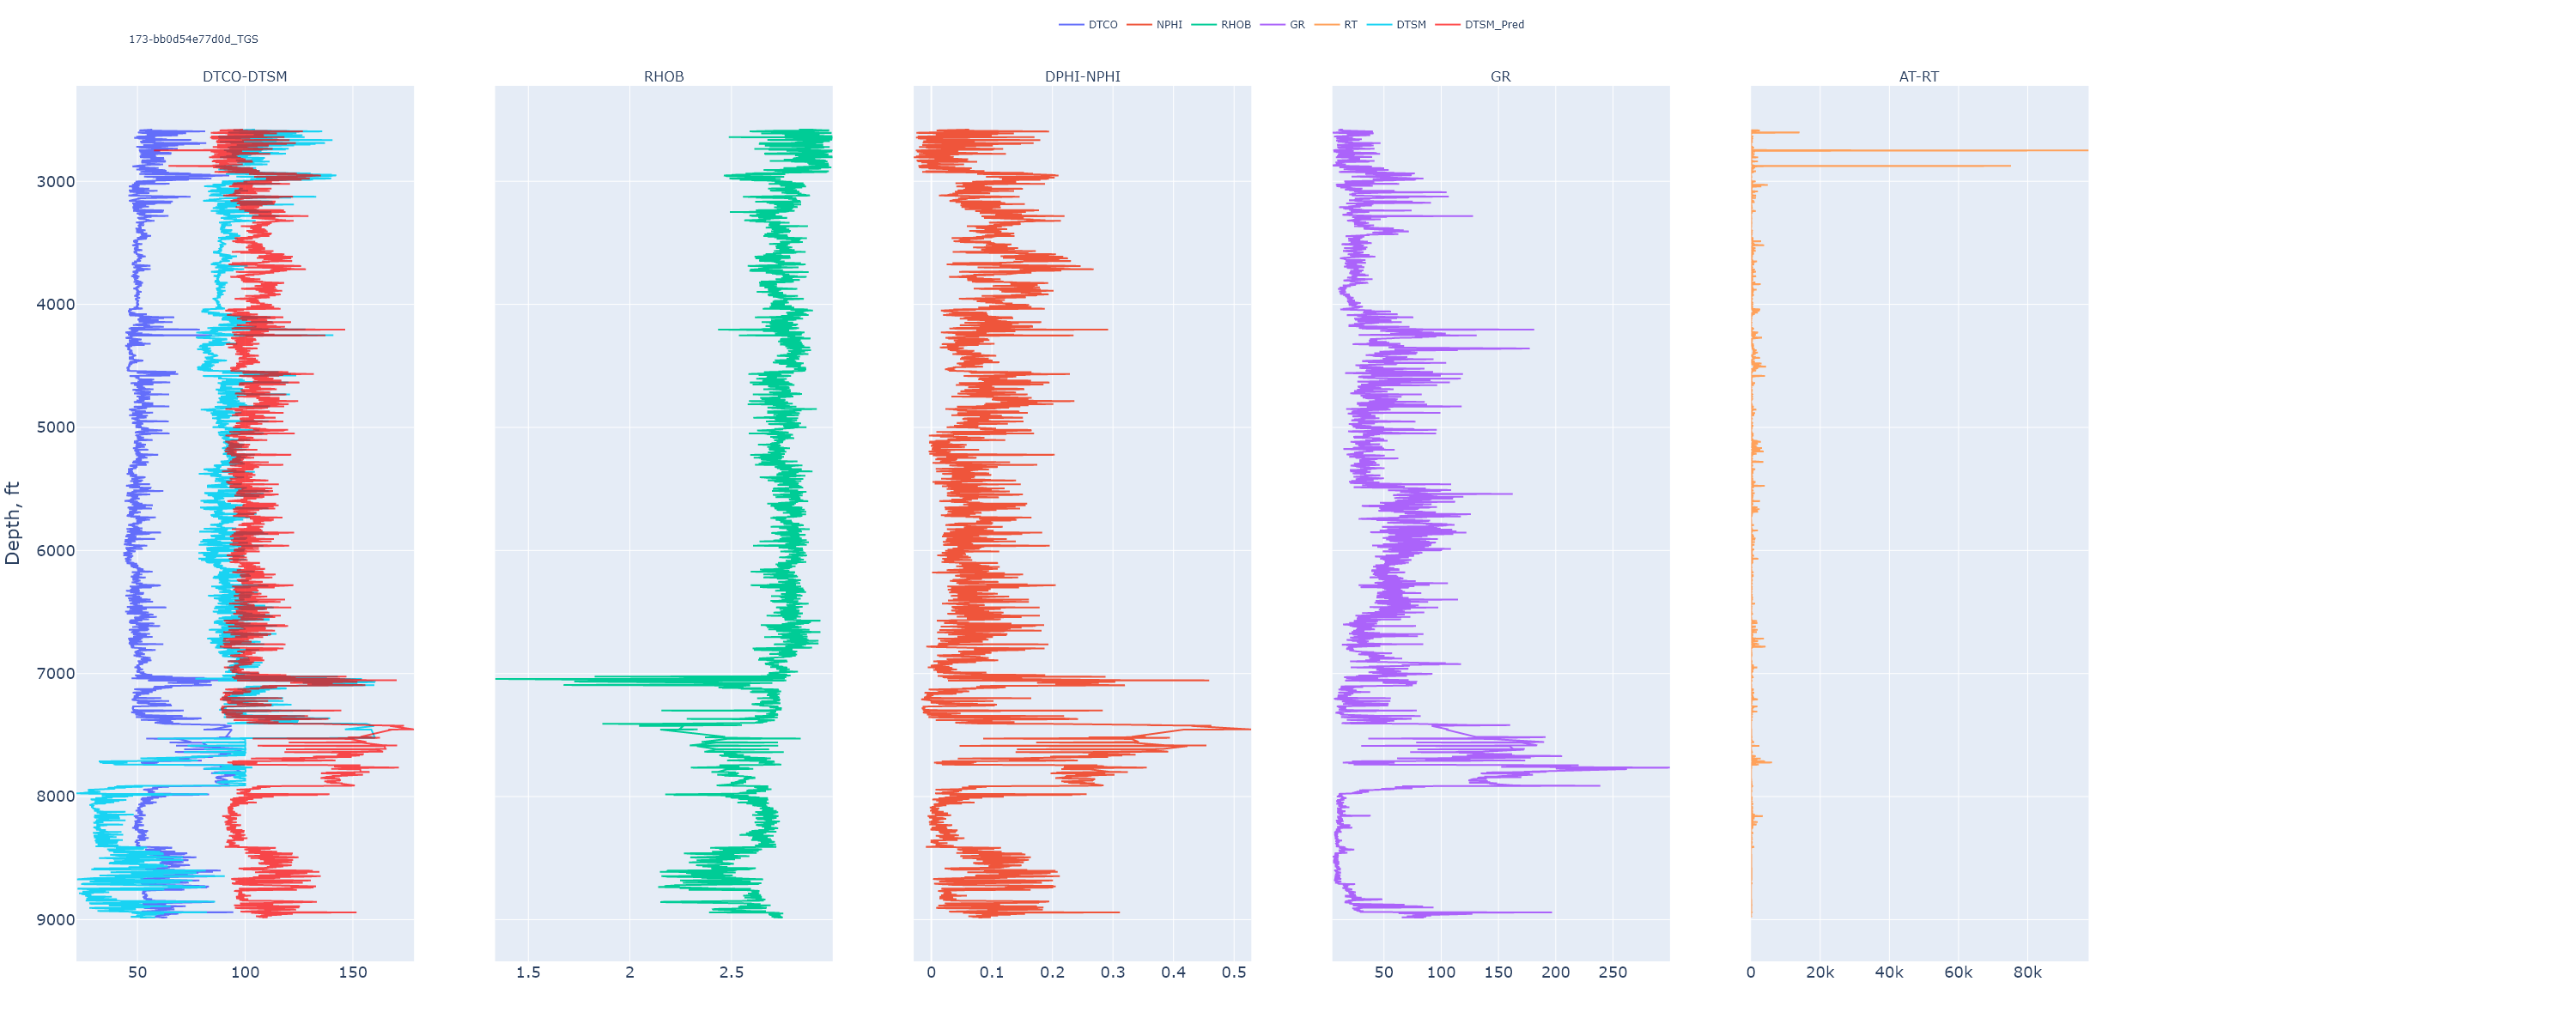 DTCO NPHI RHOB GR RT DTSM DTSM_Pred
173-bb0d54e77d0d_TGS
DTCO-DTSM RHOB DPHI-NPHI GR AT-RT
Depth, ft
3000
4000
5000
6000
7000
8000
9000
50 100 150 1.5 2 2.5 0 0.1 0.2 0.3 0.4 0.5 50 100 150 200 250 0 20k 40k 60k 80k